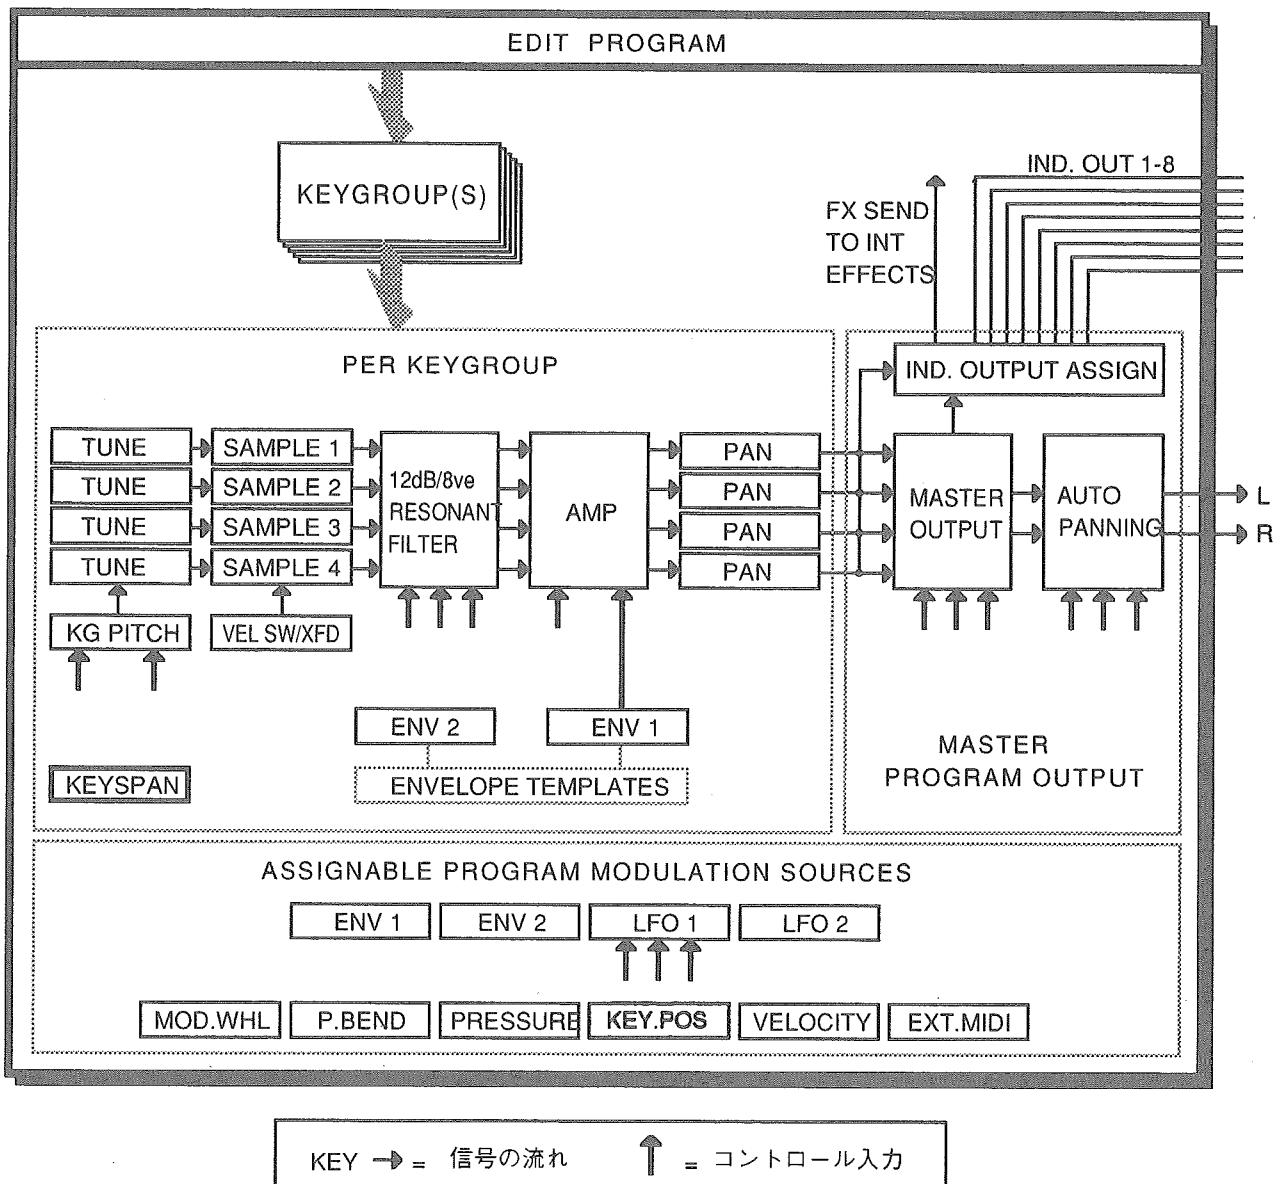 EDIT PROGRAM
KEYGROUP(S)
IND. OUT 1-8
FX SEND
TO INT
EFFECTS
PER KEYGROUP
IND. OUTPUT ASSIGN
TUNE
SAMPLE 1
PAN
TUNE
SAMPLE 2
PAN
TUNE
SAMPLE 3
PAN
TUNE
SAMPLE 4
PAN
12dB/8ve
RESONANT
FILTER
AMP
MASTER
OUTPUT
AUTO
PANNING
L
R
KG PITCH
VEL SW/XFD
ENV 2
ENV 1
ENVELOPE TEMPLATES
KEYSPAN
MASTER
PROGRAM OUTPUT
ASSIGNABLE PROGRAM MODULATION SOURCES
ENV 1
ENV 2
LFO 1
LFO 2
MOD.WHL
P.BEND
PRESSURE
KEY.POS
VELOCITY
EXT.MIDI
KEY → = 信号の流れ ↑ = コントロール入力